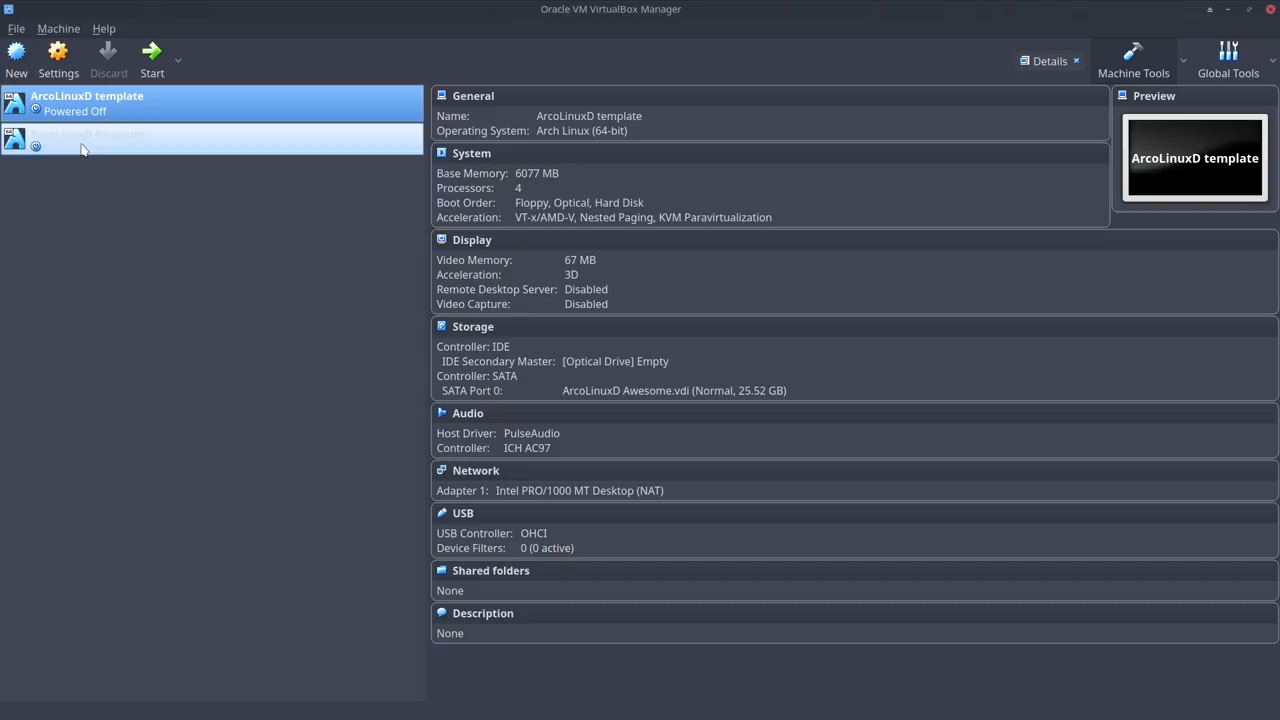 Oracle VM VirtualBox Manager
File Machine Help
New Settings Discard Start
Details
Machine Tools
Global Tools
ArcoLinuxD template
Powered Off
General
Name: ArcoLinuxD template
Operating System: Arch Linux (64-bit)
Preview
ArcoLinuxD template
System
Base Memory: 6077 MB
Processors: 4
Boot Order: Floppy, Optical, Hard Disk
Acceleration: VT-x/AMD-V, Nested Paging, KVM Paravirtualization
Display
Video Memory: 67 MB
Acceleration: 3D
Remote Desktop Server: Disabled
Video Capture: Disabled
Storage
Controller: IDE
IDE Secondary Master: [Optical Drive] Empty
Controller: SATA
SATA Port 0: ArcoLinuxD Awesome.vdi (Normal, 25.52 GB)
Audio
Host Driver: PulseAudio
Controller: ICH AC97
Network
Adapter 1: Intel PRO/1000 MT Desktop (NAT)
USB
USB Controller: OHCI
Device Filters: 0 (0 active)
Shared folders
None
Description
None